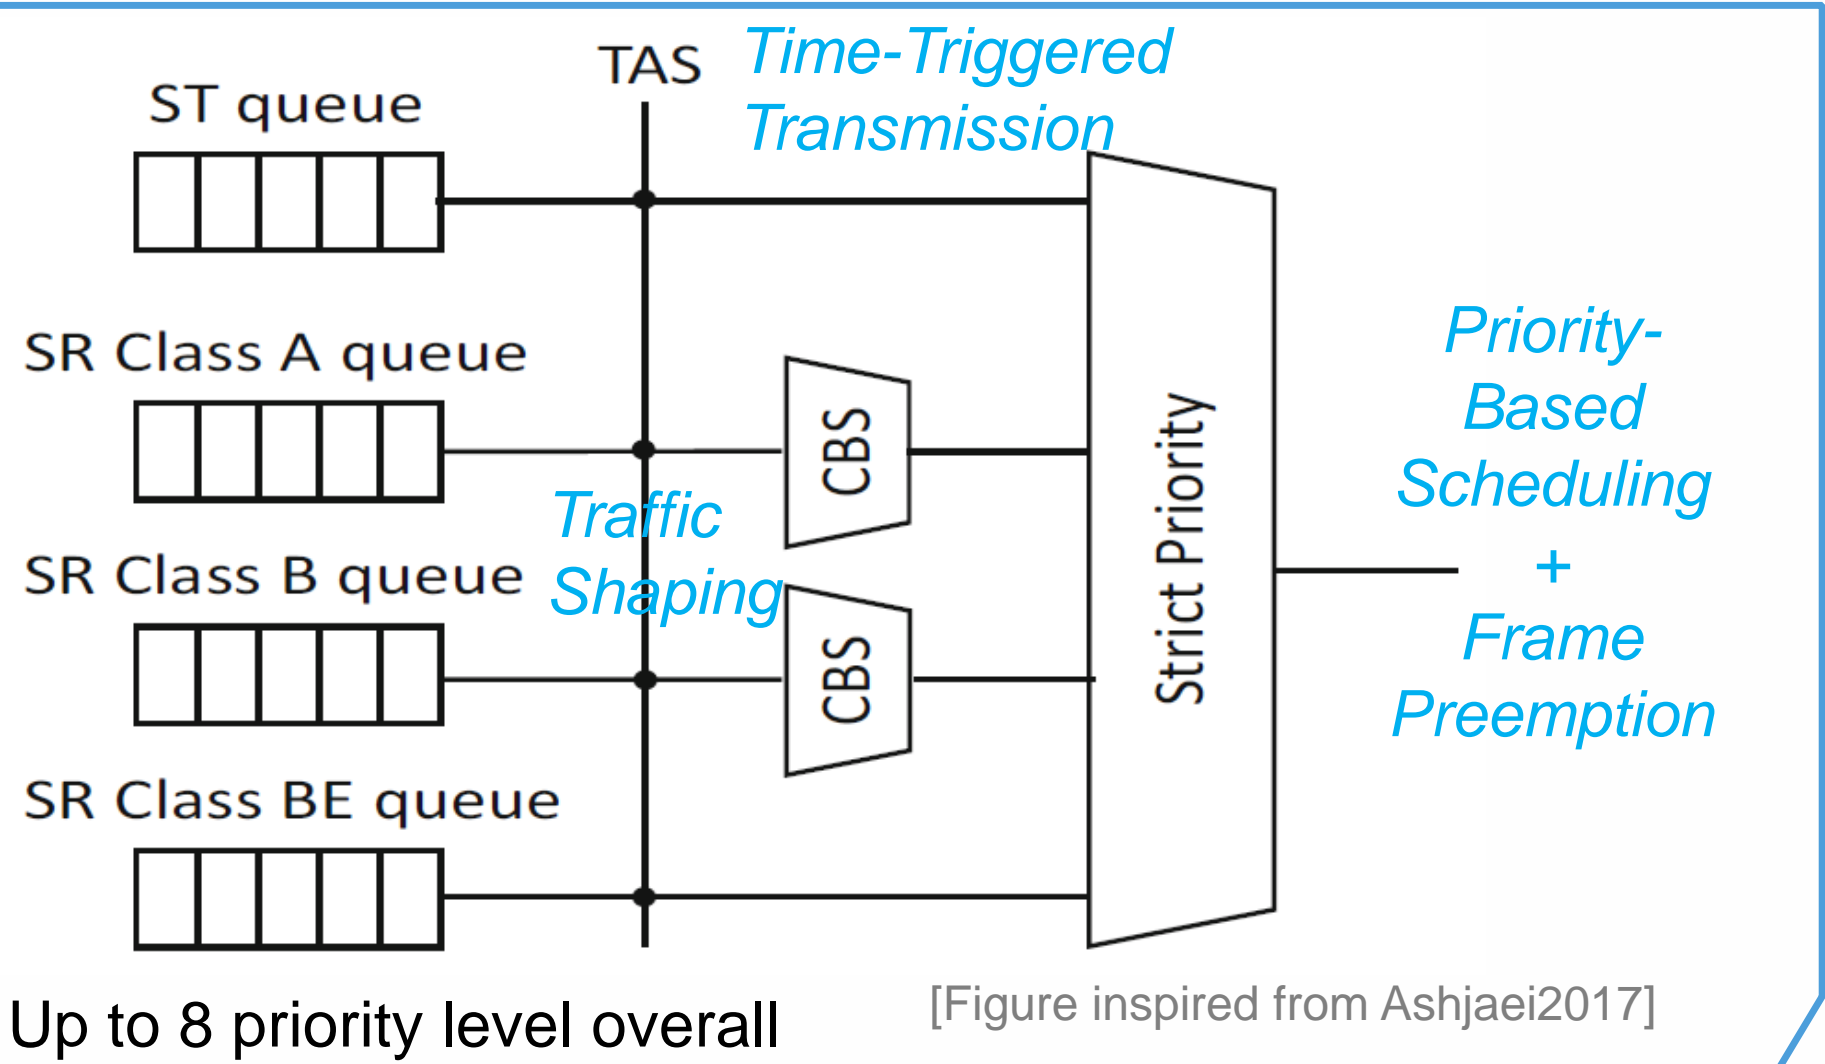 TAS
Time-Triggered
Transmission
ST queue
SR Class A queue
CBS
Traffic
Shaping
SR Class B queue
CBS
SR Class BE queue
Strict Priority
Priority-
Based
Scheduling
+
Frame
Preemption
Up to 8 priority level overall
[Figure inspired from Ashjaei2017]